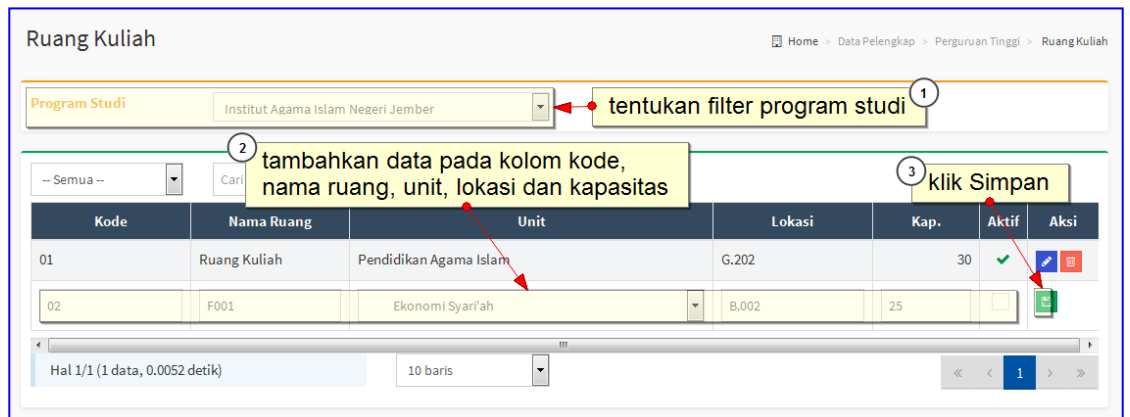 Ruang Kuliah
Home > Data Pelengkap > Perguruan Tinggi > Ruang Kuliah
Program Studi
Institut Agama Islam Negeri Jember
tentukan filter program studi
1
2
tambahkan data pada kolom kode,
nama ruang, unit, lokasi dan kapasitas
3
klik Simpan
-- Semua --
Cari
Kode Nama Ruang Unit Lokasi Kap. Aktif Aksi
01 Ruang Kuliah Pendidikan Agama Islam G.202 30
02 F001 Ekonomi Syari'ah B.002 25
Hal 1/1 (1 data, 0.0052 detik)
10 baris
« < 1 > »